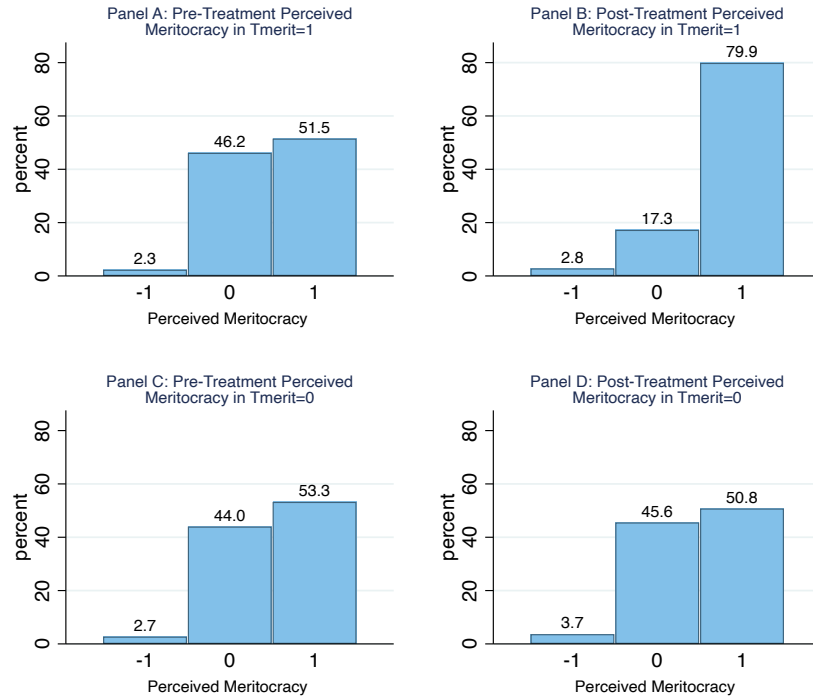 Panel A: Pre-Treatment Perceived
Meritocracy in Tmerit=1
percent
80
60
40
20
0
2.3
46.2
51.5
-1
0
1
Perceived Meritocracy
Panel B: Post-Treatment Perceived
Meritocracy in Tmerit=1
percent
80
60
40
20
0
2.8
17.3
79.9
-1
0
1
Perceived Meritocracy
Panel C: Pre-Treatment Perceived
Meritocracy in Tmerit=0
percent
80
60
40
20
0
2.7
44.0
53.3
-1
0
1
Perceived Meritocracy
Panel D: Post-Treatment Perceived
Meritocracy in Tmerit=0
percent
80
60
40
20
0
3.7
45.6
50.8
-1
0
1
Perceived Meritocracy